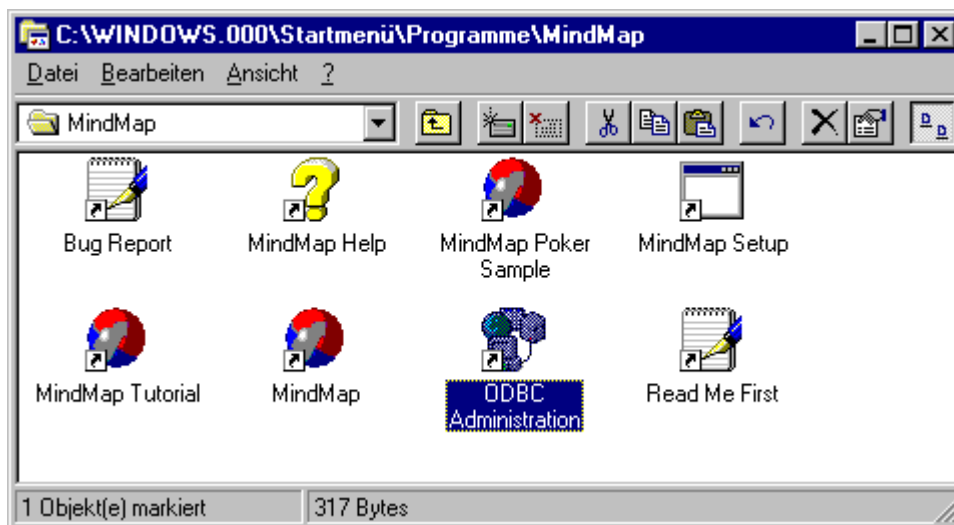 C:\WINDOWS.000\Startmenü\Programme\MindMap
Datei Bearbeiten Ansicht ?
MindMap
Bug Report
MindMap Help
MindMap Poker
Sample
MindMap Setup
MindMap Tutorial
MindMap
ODBC
Administration
Read Me First
1 Objekt(e) markiert
317 Bytes